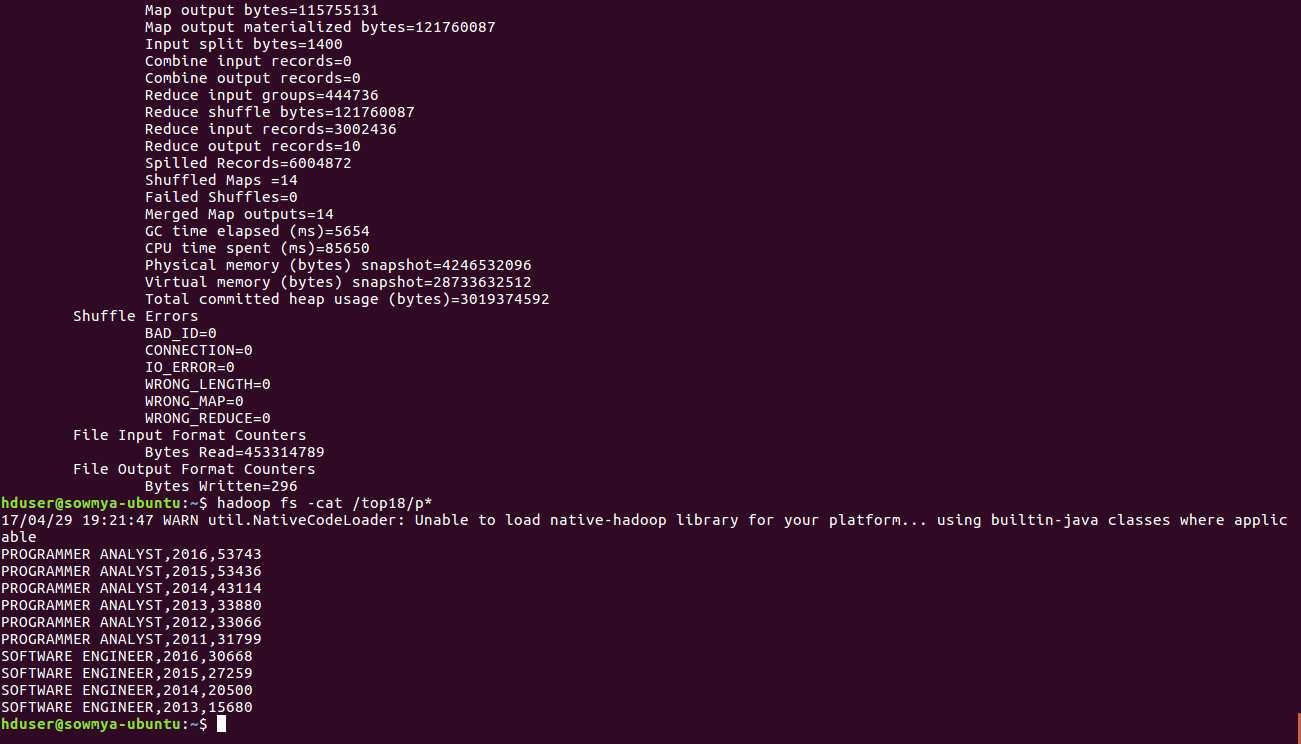 Map output bytes=115755131
Map output materialized bytes=121760087
Input split bytes=1400
Combine input records=0
Combine output records=0
Reduce input groups=444736
Reduce shuffle bytes=121760087
Reduce input records=3002436
Reduce output records=10
Spilled Records=6004872
Shuffled Maps =14
Failed Shuffles=0
Merged Map outputs=14
GC time elapsed (ms)=5654
CPU time spent (ms)=85650
Physical memory (bytes) snapshot=4246532096
Virtual memory (bytes) snapshot=28733632512
Total committed heap usage (bytes)=3019374592
Shuffle Errors
BAD_ID=0
CONNECTION=0
IO_ERROR=0
WRONG_LENGTH=0
WRONG_MAP=0
WRONG_REDUCE=0
File Input Format Counters
Bytes Read=453314789
File Output Format Counters
Bytes Written=296
hduser@sowmya-ubuntu:~$ hadoop fs -cat /top18/p*
17/04/29 19:21:47 WARN util.NativeCodeLoader: Unable to load native-hadoop library for your platform... using builtin-java classes where applic
able
PROGRAMMER ANALYST,2016,53743
PROGRAMMER ANALYST,2015,53436
PROGRAMMER ANALYST,2014,43114
PROGRAMMER ANALYST,2013,33880
PROGRAMMER ANALYST,2012,33066
PROGRAMMER ANALYST,2011,31799
SOFTWARE ENGINEER,2016,30668
SOFTWARE ENGINEER,2015,27259
SOFTWARE ENGINEER,2014,20500
SOFTWARE ENGINEER,2013,15680
hduser@sowmya-ubuntu:~$